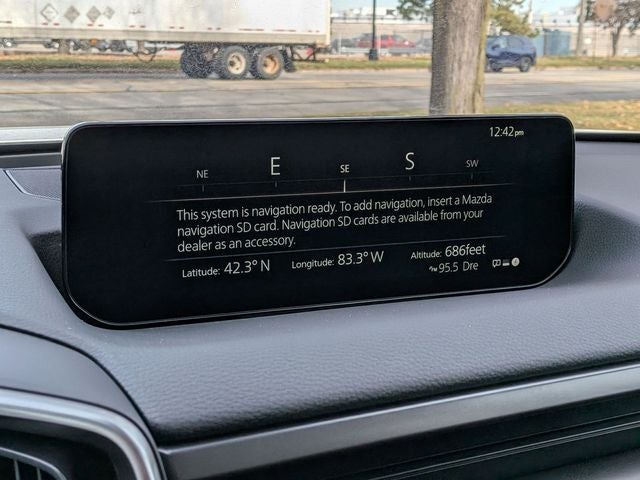 12:42pm
NE E SE S SW
This system is navigation ready. To add navigation, insert a Mazda
navigation SD card. Navigation SD cards are available from your
dealer as an accessory.
Latitude: 42.3° N Longitude: 83.3° W Altitude: 686feet
FM 95.5 Dre